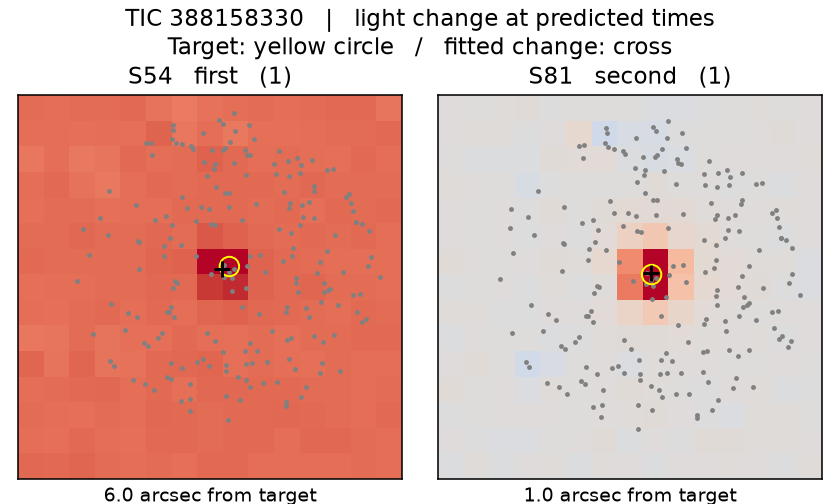 TIC 388158330 | light change at predicted times
Target: yellow circle / fitted change: cross
S54 first (1)
S81 second (1)
6.0 arcsec from target
1.0 arcsec from target